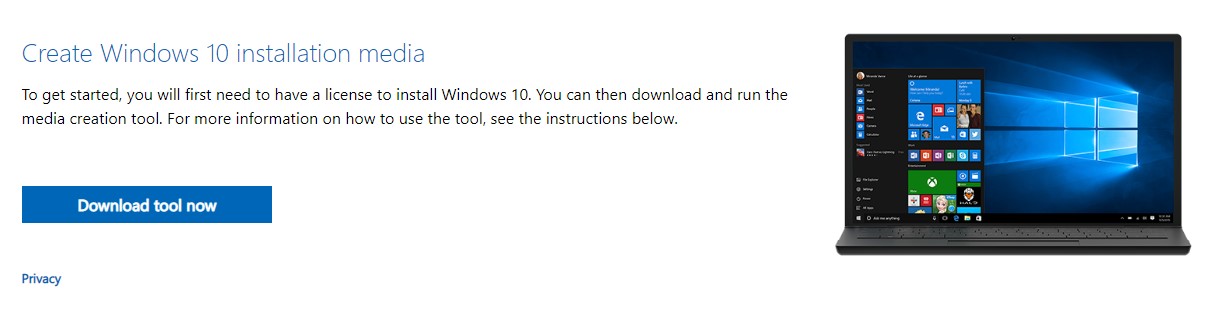 Create Windows 10 installation media
To get started, you will first need to have a license to install Windows 10. You can then download and run the
media creation tool. For more information on how to use the tool, see the instructions below.
Download tool now
Privacy